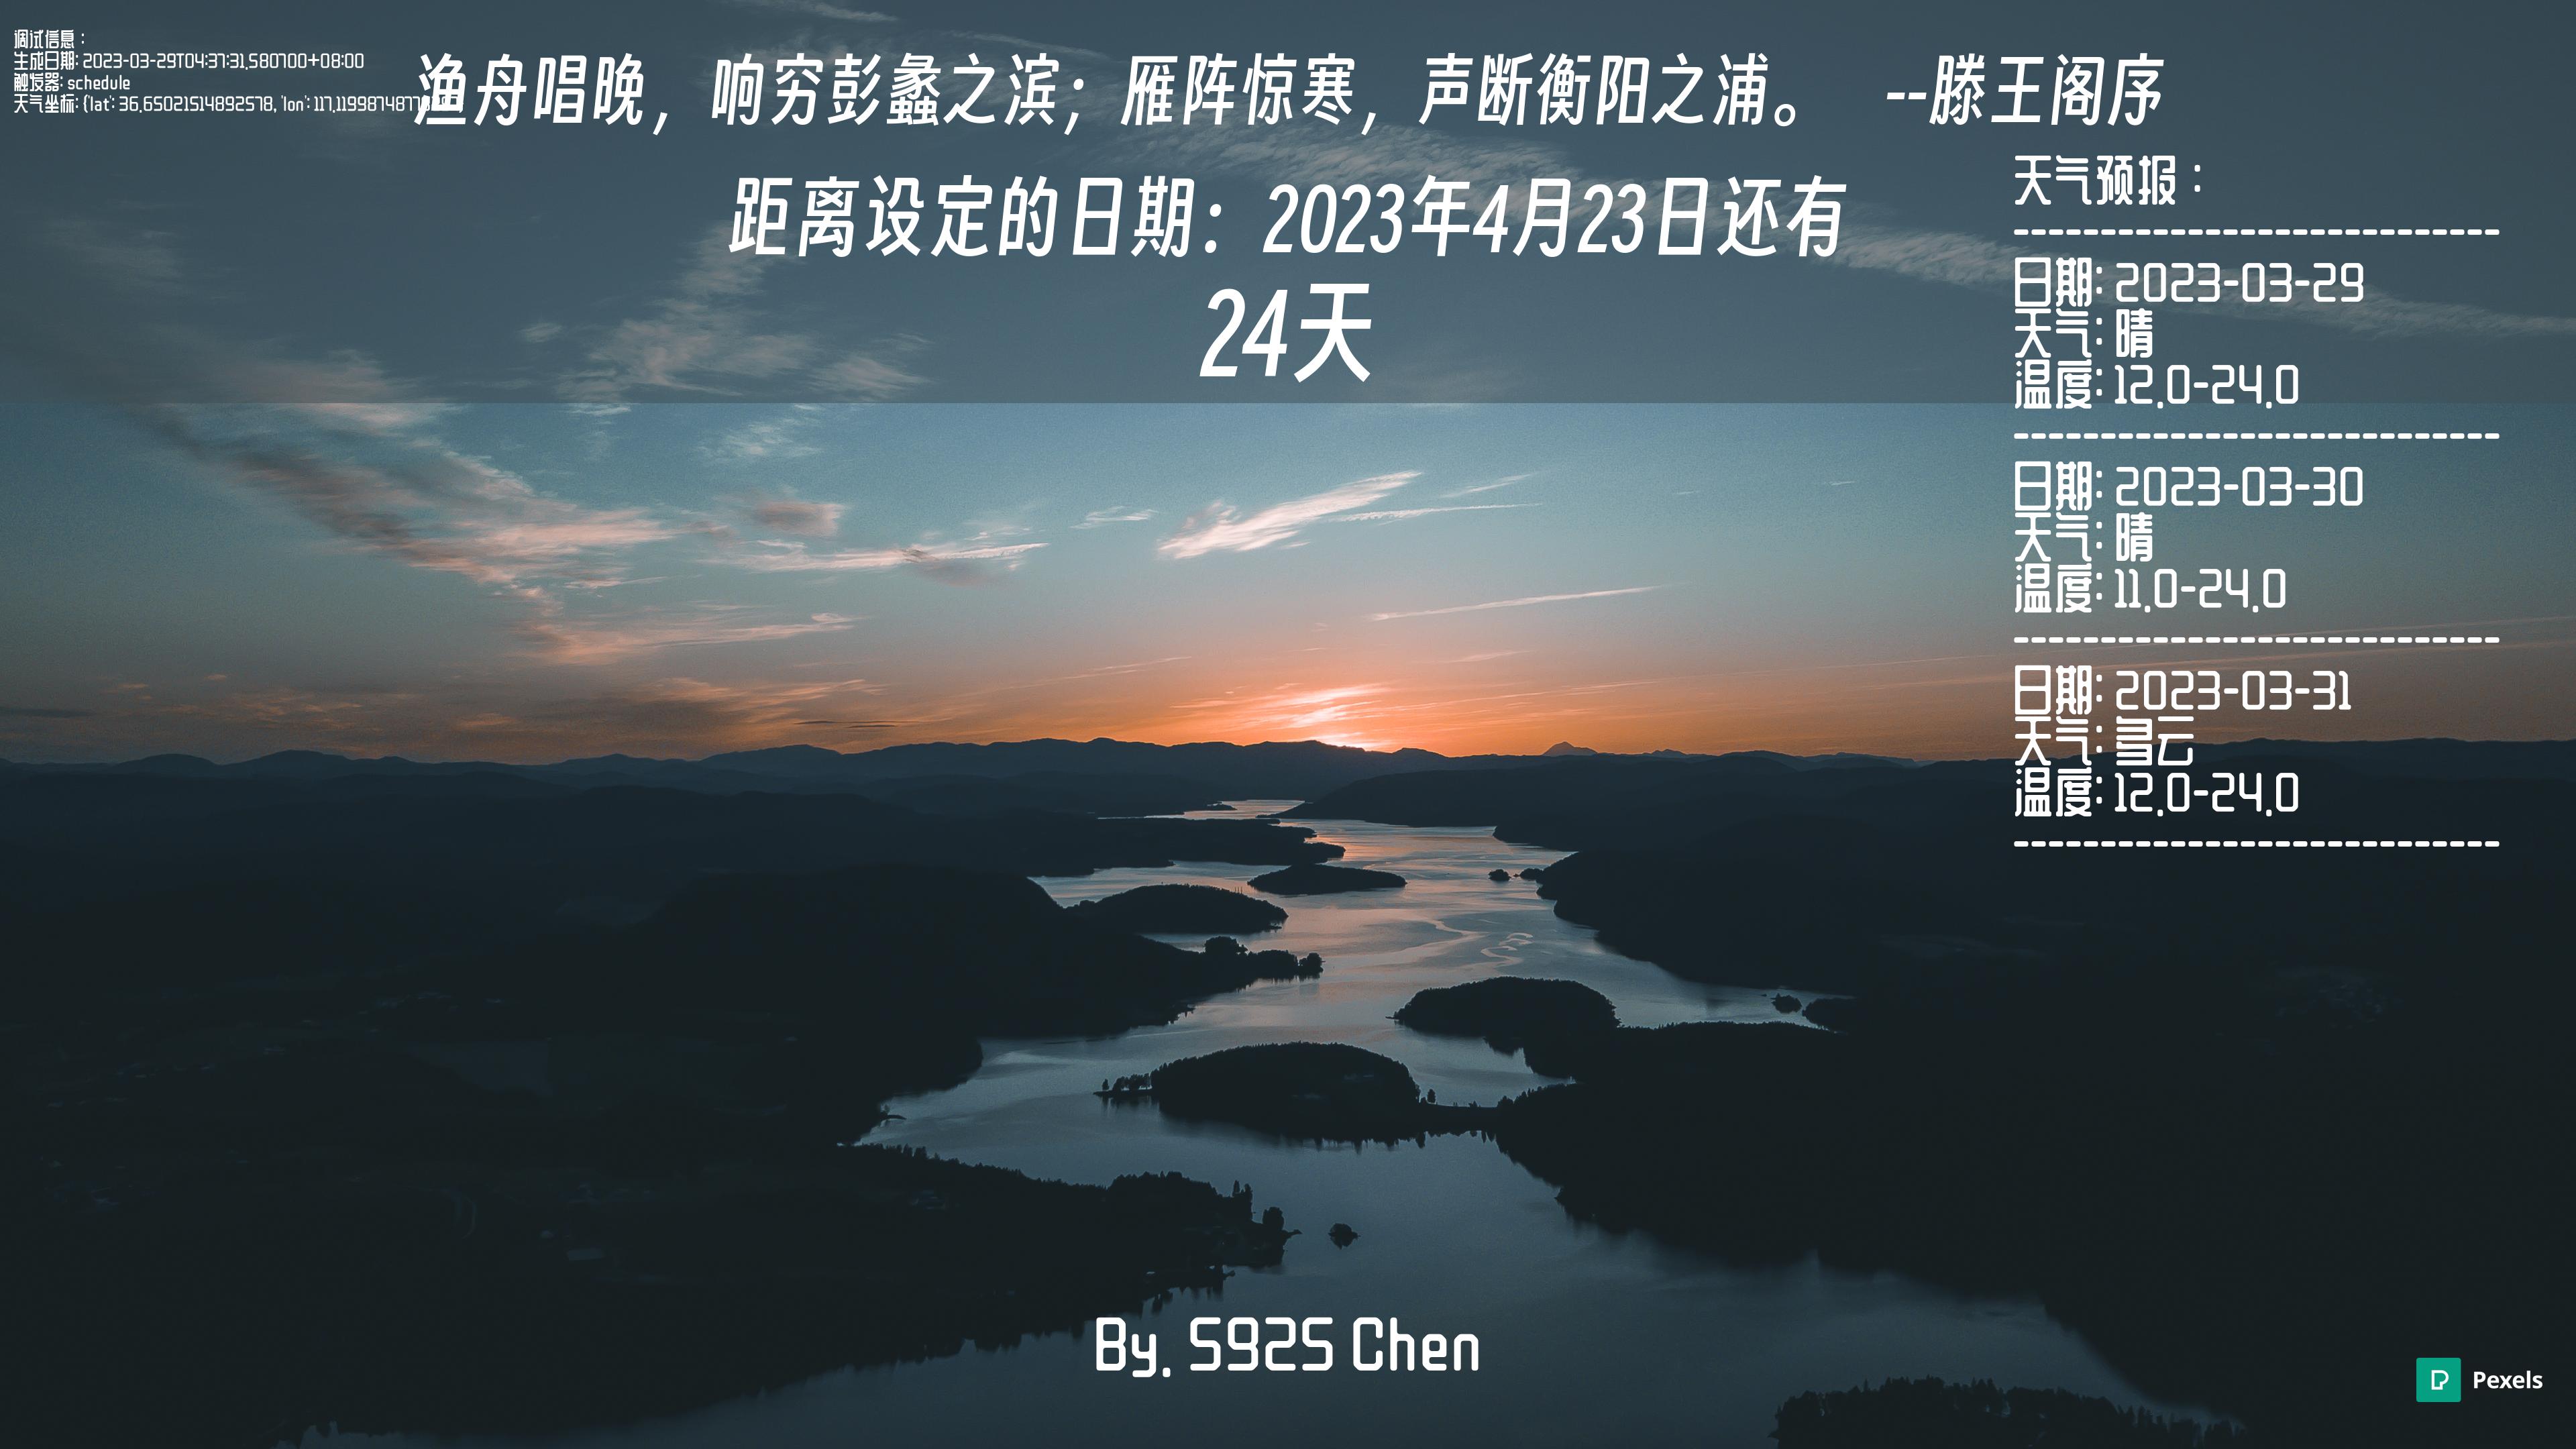 调试信息：
生成日期: 2023-03-29T04:37:31.580700+08:00
触发器: schedule
天气坐标: {'lat': 36.65021514892578, 'lon': 117.119987487
渔舟唱晚，响穷彭蠡之滨；雁阵惊寒，声断衡阳之浦。 --滕王阁序
距离设定的日期：2023年4月23日还有
24天
天气预报：
----------------------------
日期: 2023-03-29
天气: 晴
温度: 12.0-24.0
----------------------------
日期: 2023-03-30
天气: 晴
温度: 11.0-24.0
----------------------------
日期: 2023-03-31
天气: 多云
温度: 12.0-24.0
----------------------------
By. S925 Chen
Pexels